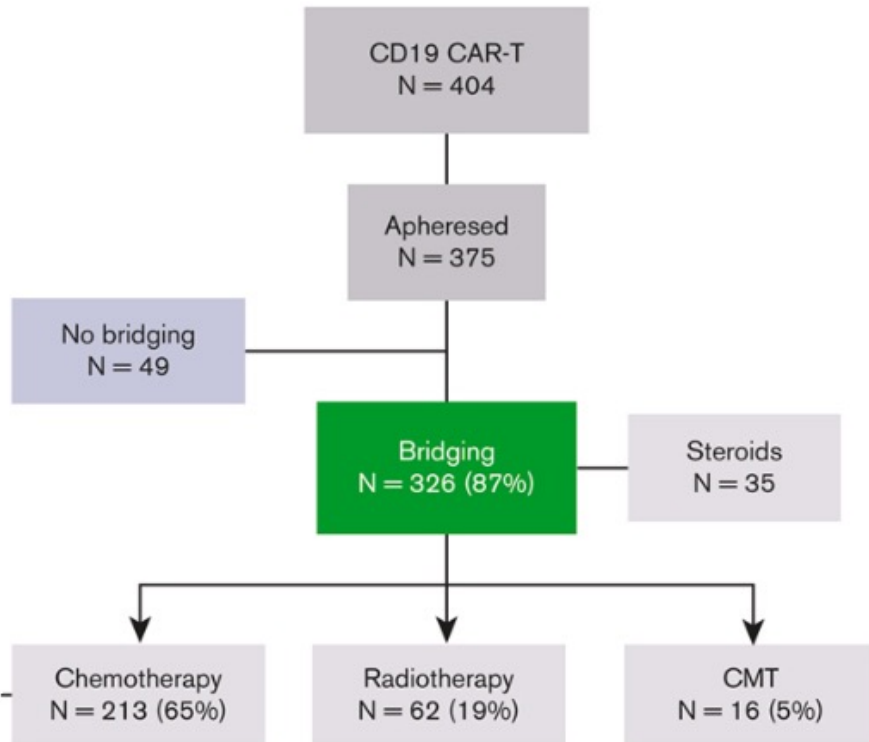 CD19 CAR-T
N = 404
Apheresed
N = 375
No bridging
N = 49
Bridging
N = 326 (87%)
Steroids
N = 35
Chemotherapy
N = 213 (65%)
Radiotherapy
N = 62 (19%)
CMT
N = 16 (5%)